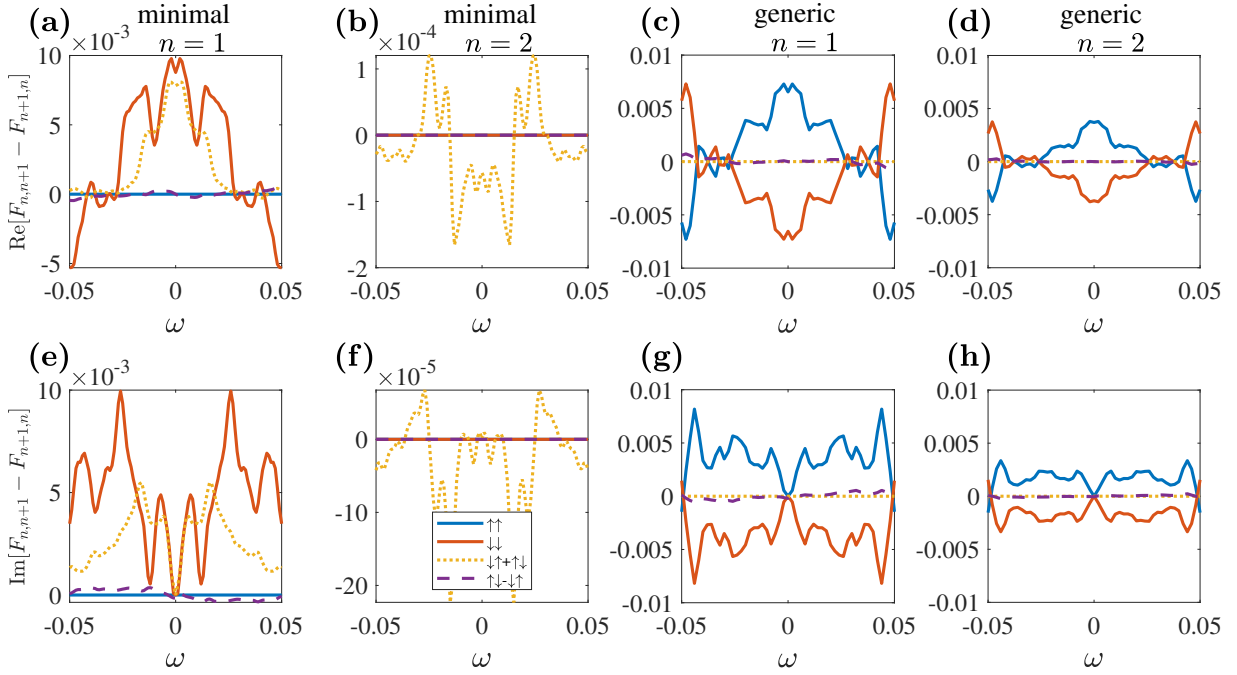 (a) minimal (b) minimal (c) generic (d) generic
×10⁻³ n = 1 ×10⁻⁴ n = 2 n = 1 n = 2
Re[Fₙ,ₙ₊₁ − Fₙ₊₁,ₙ]
10 5 0 -5
-0.05 0 0.05
ω
1 0 -1 -2
-0.05 0 0.05
ω
0.01 0.005 0 -0.005 -0.01
-0.05 0 0.05
ω
0.01 0.005 0 -0.005 -0.01
-0.05 0 0.05
ω
(e) (f) (g) (h)
×10⁻³ ×10⁻⁵
Im[Fₙ,ₙ₊₁ − Fₙ₊₁,ₙ]
10 5 0
-0.05 0 0.05
ω
0 -10 -20
-0.05 0 0.05
ω
↑↑
↓↓
↓↑+↑↓
↑↓-↓↑
0.01 0.005 0 -0.005 -0.01
-0.05 0 0.05
ω
0.01 0.005 0 -0.005 -0.01
-0.05 0 0.05
ω